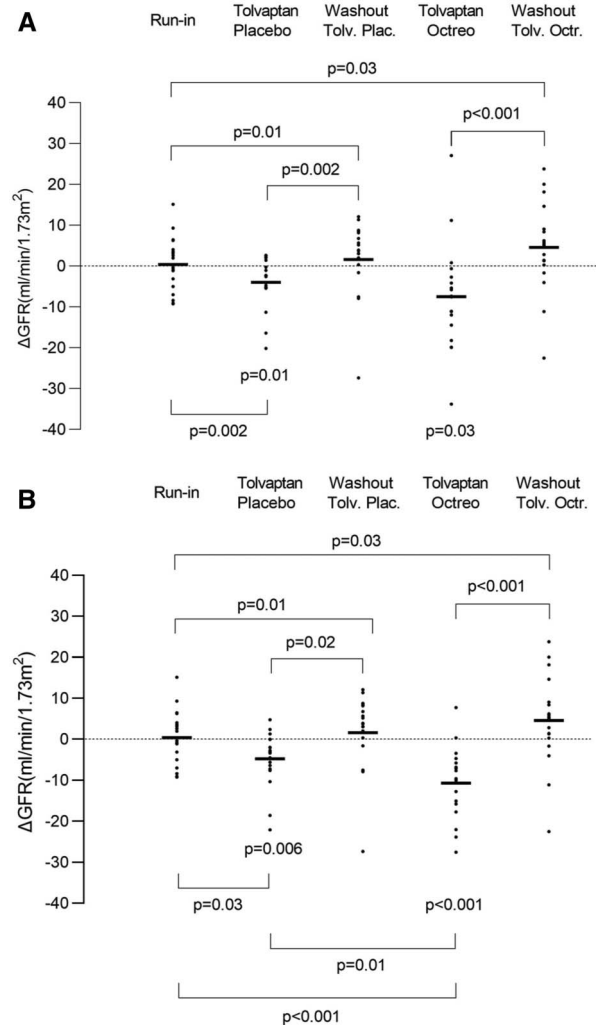 A
Run-in
Tolvaptan Placebo
Washout Tolv. Plac.
Tolvaptan Octreo
Washout Tolv. Octr.
p=0.03
p<0.001
p=0.01
p=0.002
40
30
20
10
0
-10
-20
-30
-40
ΔGFR(ml/min/1.73m²)
p=0.01
p=0.002
p=0.03
B
Run-in
Tolvaptan Placebo
Washout Tolv. Plac.
Tolvaptan Octreo
Washout Tolv. Octr.
p=0.03
p<0.001
p=0.01
p=0.02
40
30
20
10
0
-10
-20
-30
-40
ΔGFR(ml/min/1.73m²)
p=0.006
p=0.03
p<0.001
p=0.01
p<0.001